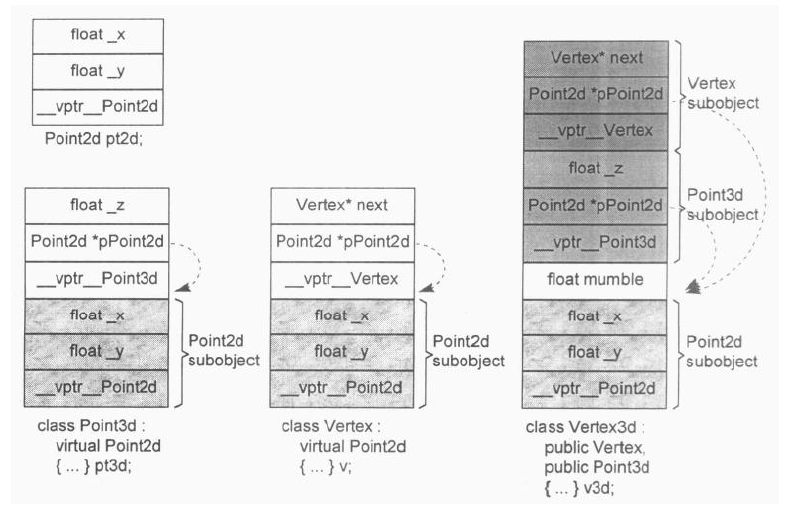 float _x
float _y
__vptr__Point2d
Point2d pt2d;
float _z
Point2d *pPoint2d
__vptr__Point3d
float _x
float _y
__vptr__Point2d
Point2d
subobject
class Point3d :
virtual Point2d
{ ... } pt3d;
Vertex* next
Point2d *pPoint2d
__vptr__Vertex
float _x
float _y
__vptr__Point2d
Point2d
subobject
class Vertex :
virtual Point2d
{ ... } v;
Vertex* next
Point2d *pPoint2d
__vptr__Vertex
Vertex
subobject
float _z
Point2d *pPoint2d
__vptr__Point3d
Point3d
subobject
float mumble
float _x
float _y
__vptr__Point2d
Point2d
subobject
class Vertex3d :
public Vertex,
public Point3d
{ ... } v3d;